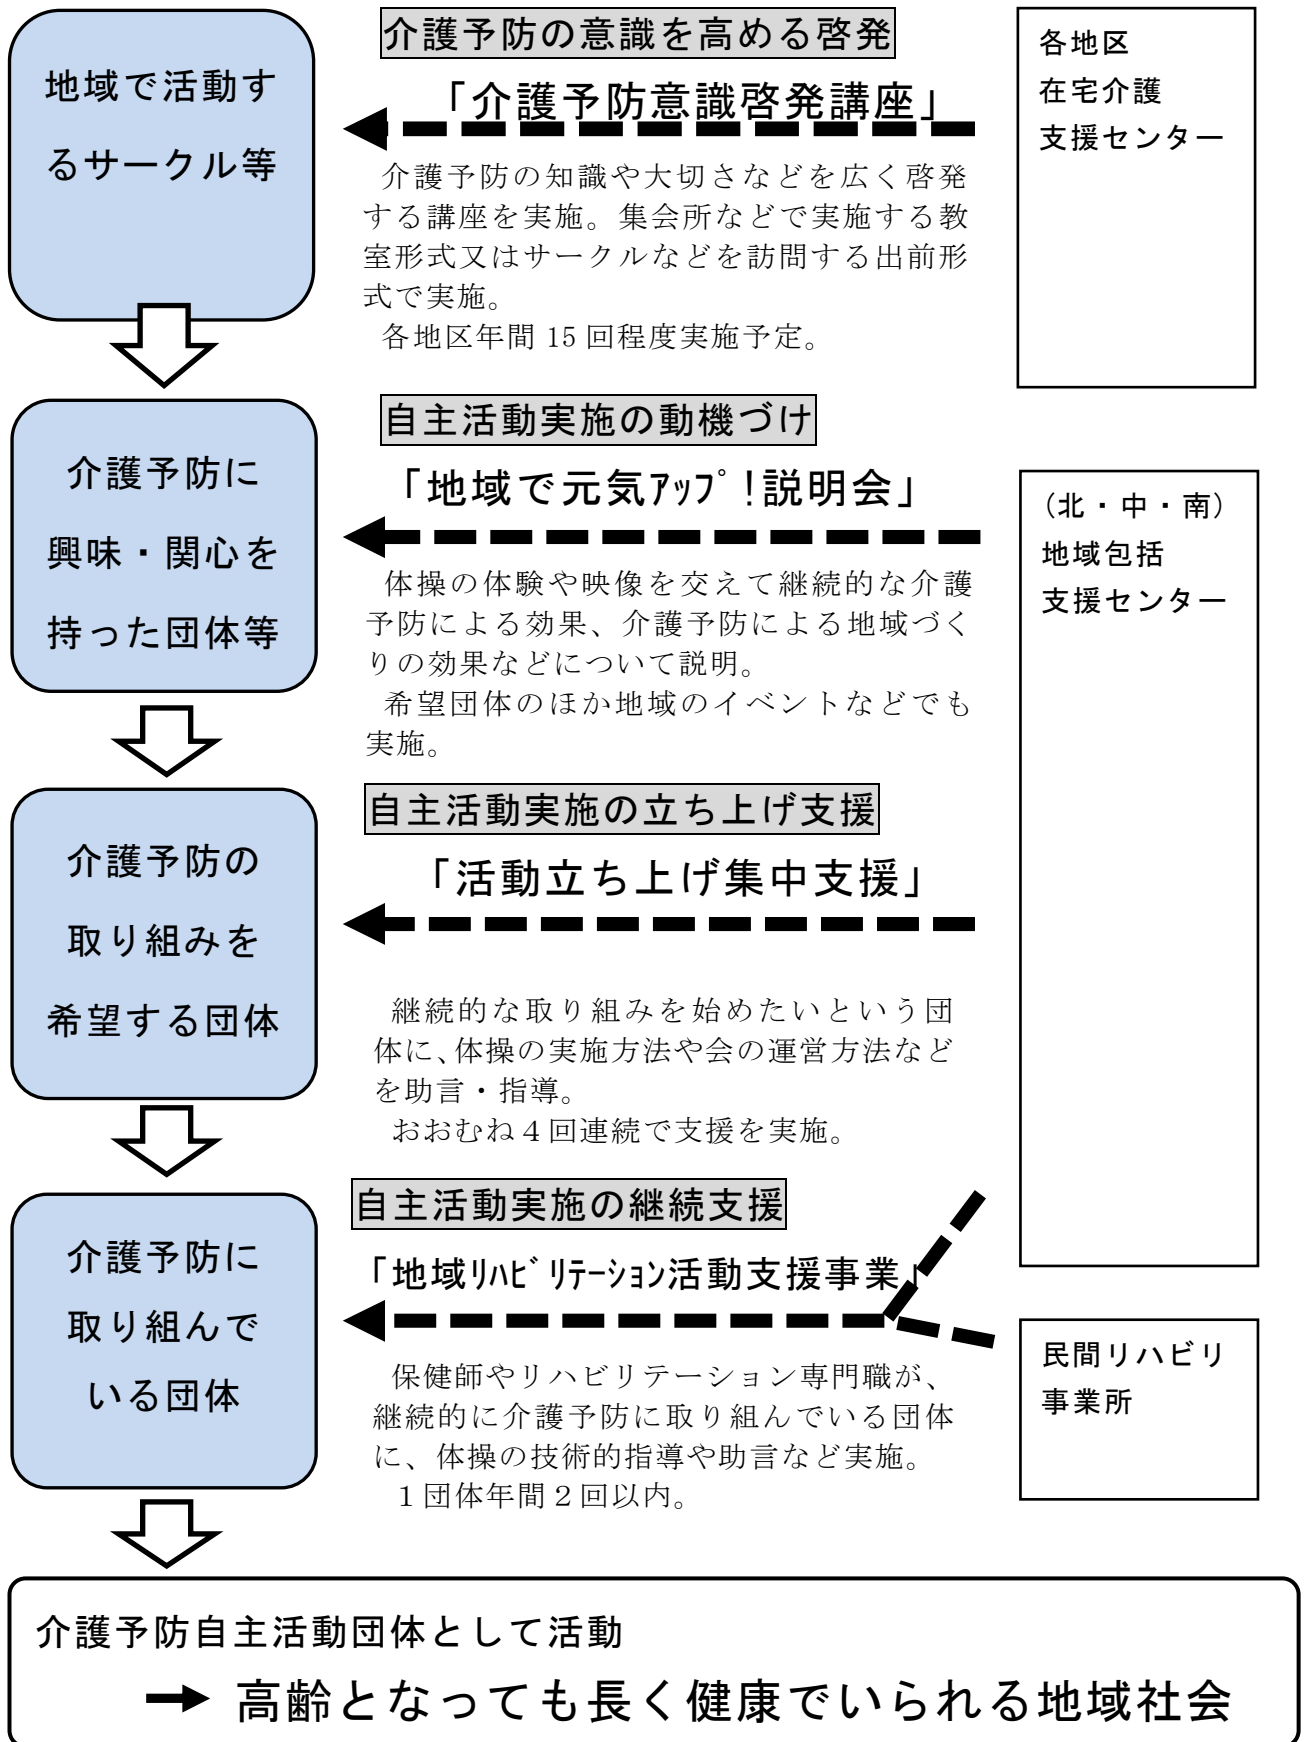 地域で活動す
るサークル等
介護予防の意識を高める啓発
「介護予防意識啓発講座」
介護予防の知識や大切さなどを広く啓発
する講座を実施。集会所などで実施する教
室形式又はサークルなどを訪問する出前形
式で実施。
各地区年間 15 回程度実施予定。
各地区
在宅介護
支援センター
介護予防に
興味・関心を
持った団体等
自主活動実施の動機づけ
「地域で元気ｱｯﾌﾟ!説明会」
体操の体験や映像を交えて継続的な介護
予防による効果、介護予防による地域づく
りの効果などについて説明。
希望団体のほか地域のイベントなどでも
実施。
（北・中・南）
地域包括
支援センター
介護予防の
取り組みを
希望する団体
自主活動実施の立ち上げ支援
「活動立ち上げ集中支援」
継続的な取り組みを始めたいという団
体に、体操の実施方法や会の運営方法など
を助言・指導。
おおむね４回連続で支援を実施。
介護予防に
取り組んで
いる団体
自主活動実施の継続支援
「地域ﾘﾊﾋﾞﾘﾃｰｼｮﾝ活動支援事業」
保健師やリハビリテーション専門職が、
継続的に介護予防に取り組んでいる団体
に、体操の技術的指導や助言など実施。
１団体年間２回以内。
民間リハビリ
事業所
介護予防自主活動団体として活動
➡ 高齢となっても長く健康でいられる地域社会